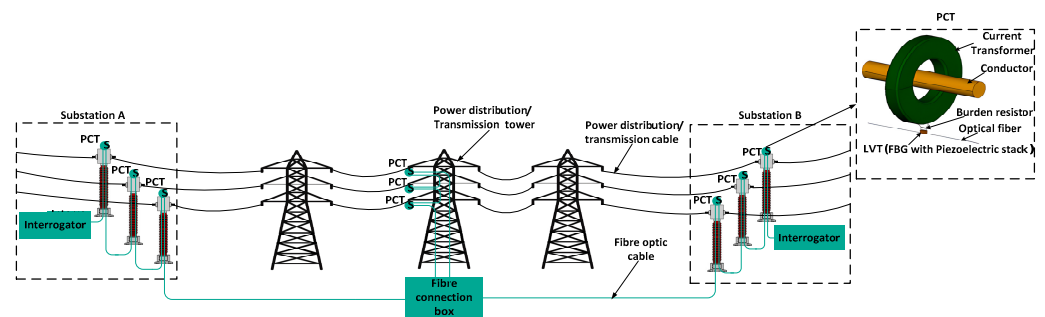 PCT
Current
Transformer
Conductor
Burden resistor
Optical fiber
LVT (FBG with Piezoelectric stack)
Substation A
PCT
S
PCT
S
PCT
S
Interrogator
Power distribution/
Transmission tower
PCT
S
PCT
S
PCT
S
Power distribution/
transmission cable
Fibre
connection
box
Fibre optic
cable
Substation B
PCT
S
PCT
S
PCT
S
Interrogator